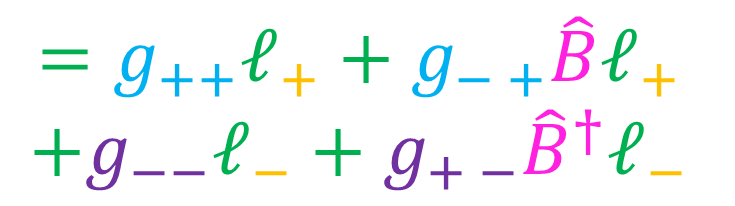 = g₊₊ℓ₊ + g₋₊B̂ℓ₊
+g₋₋ℓ₋ + g₊₋B̂†ℓ₋